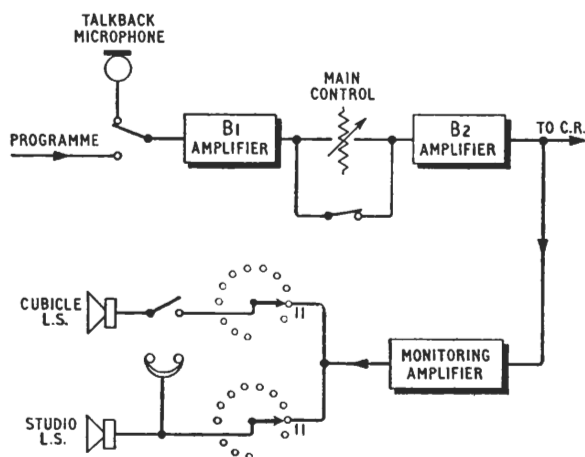 TALKBACK
MICROPHONE
PROGRAMME
B1
AMPLIFIER
MAIN
CONTROL
B2
AMPLIFIER
TO C.R.
CUBICLE
L.S.
11
MONITORING
AMPLIFIER
STUDIO
L.S.
11